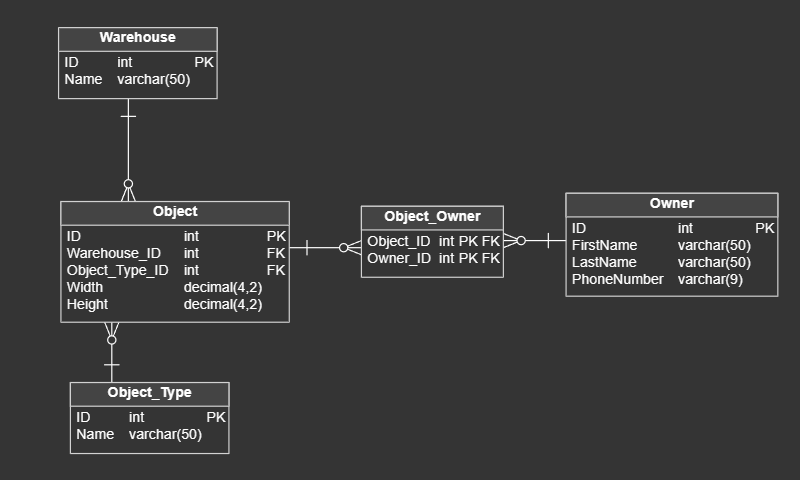 Warehouse
ID int PK
Name varchar(50)
Object
ID int PK
Warehouse_ID int FK
Object_Type_ID int FK
Width decimal(4,2)
Height decimal(4,2)
Object_Owner
Object_ID int PK FK
Owner_ID int PK FK
Owner
ID int PK
FirstName varchar(50)
LastName varchar(50)
PhoneNumber varchar(9)
Object_Type
ID int PK
Name varchar(50)